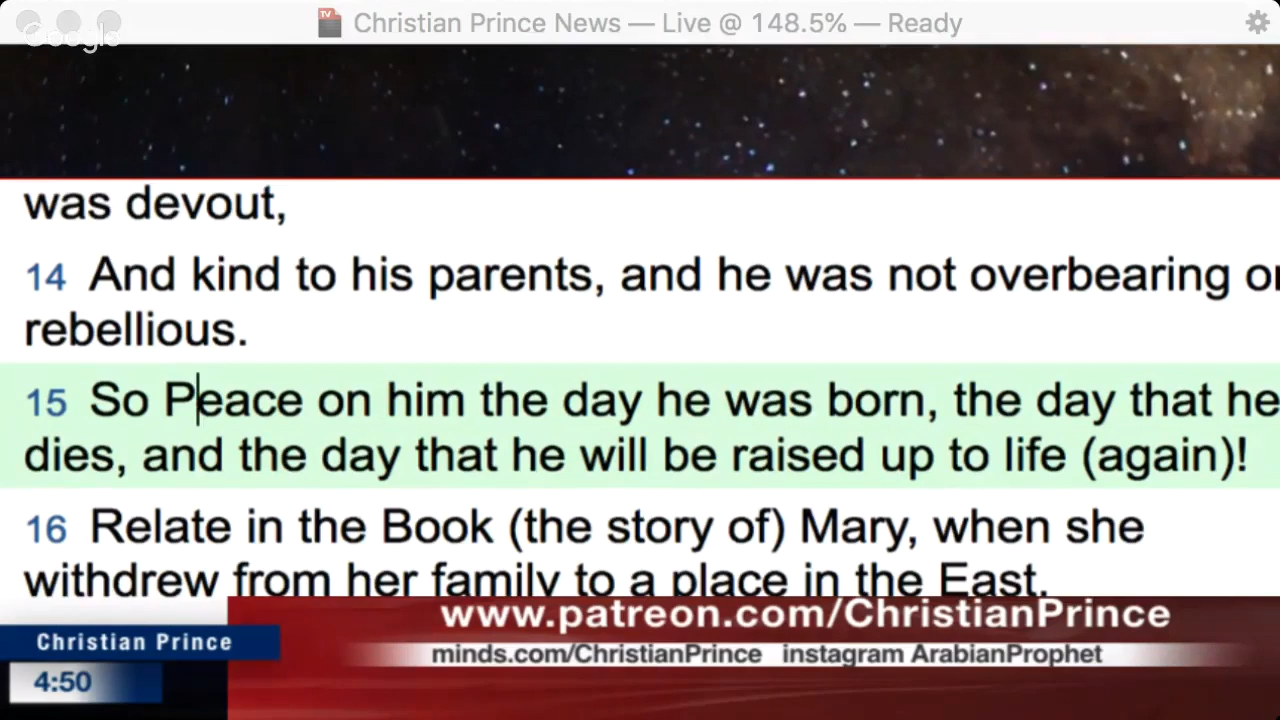 Christian Prince News — Live @ 148.5% — Ready
Google
was devout,
14 And kind to his parents, and he was not overbearing or
rebellious.
15 So Peace on him the day he was born, the day that he
dies, and the day that he will be raised up to life (again)!
16 Relate in the Book (the story of) Mary, when she
withdrew from her family to a place in the East.
www.patreon.com/ChristianPrince
Christian Prince
minds.com/ChristianPrince instagram ArabianProphet
4:50